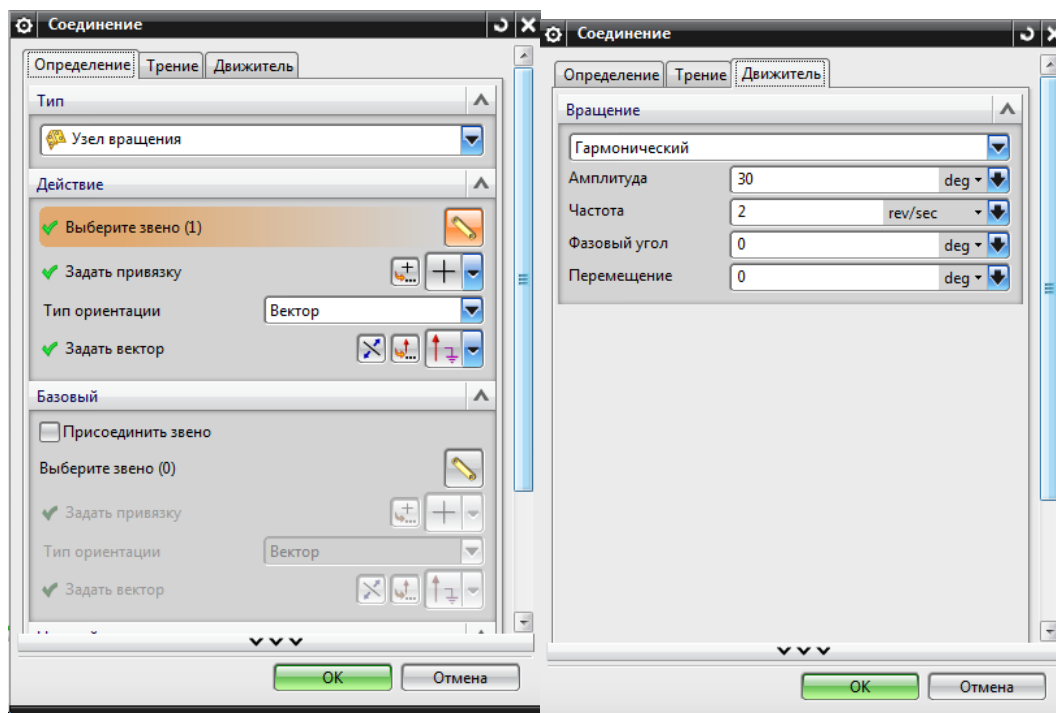 Соединение
Определение Трение Движитель
Тип
Узел вращения
Действие
Выберите звено (1)
Задать привязку
Тип ориентации Вектор
Задать вектор
Базовый
Присоединить звено
Выберите звено (0)
Задать привязку
Тип ориентации Вектор
Задать вектор
OK Отмена
Соединение
Определение Трение Движитель
Вращение
Гармонический
Амплитуда 30 deg
Частота 2 rev/sec
Фазовый угол 0 deg
Перемещение 0 deg
OK Отмена